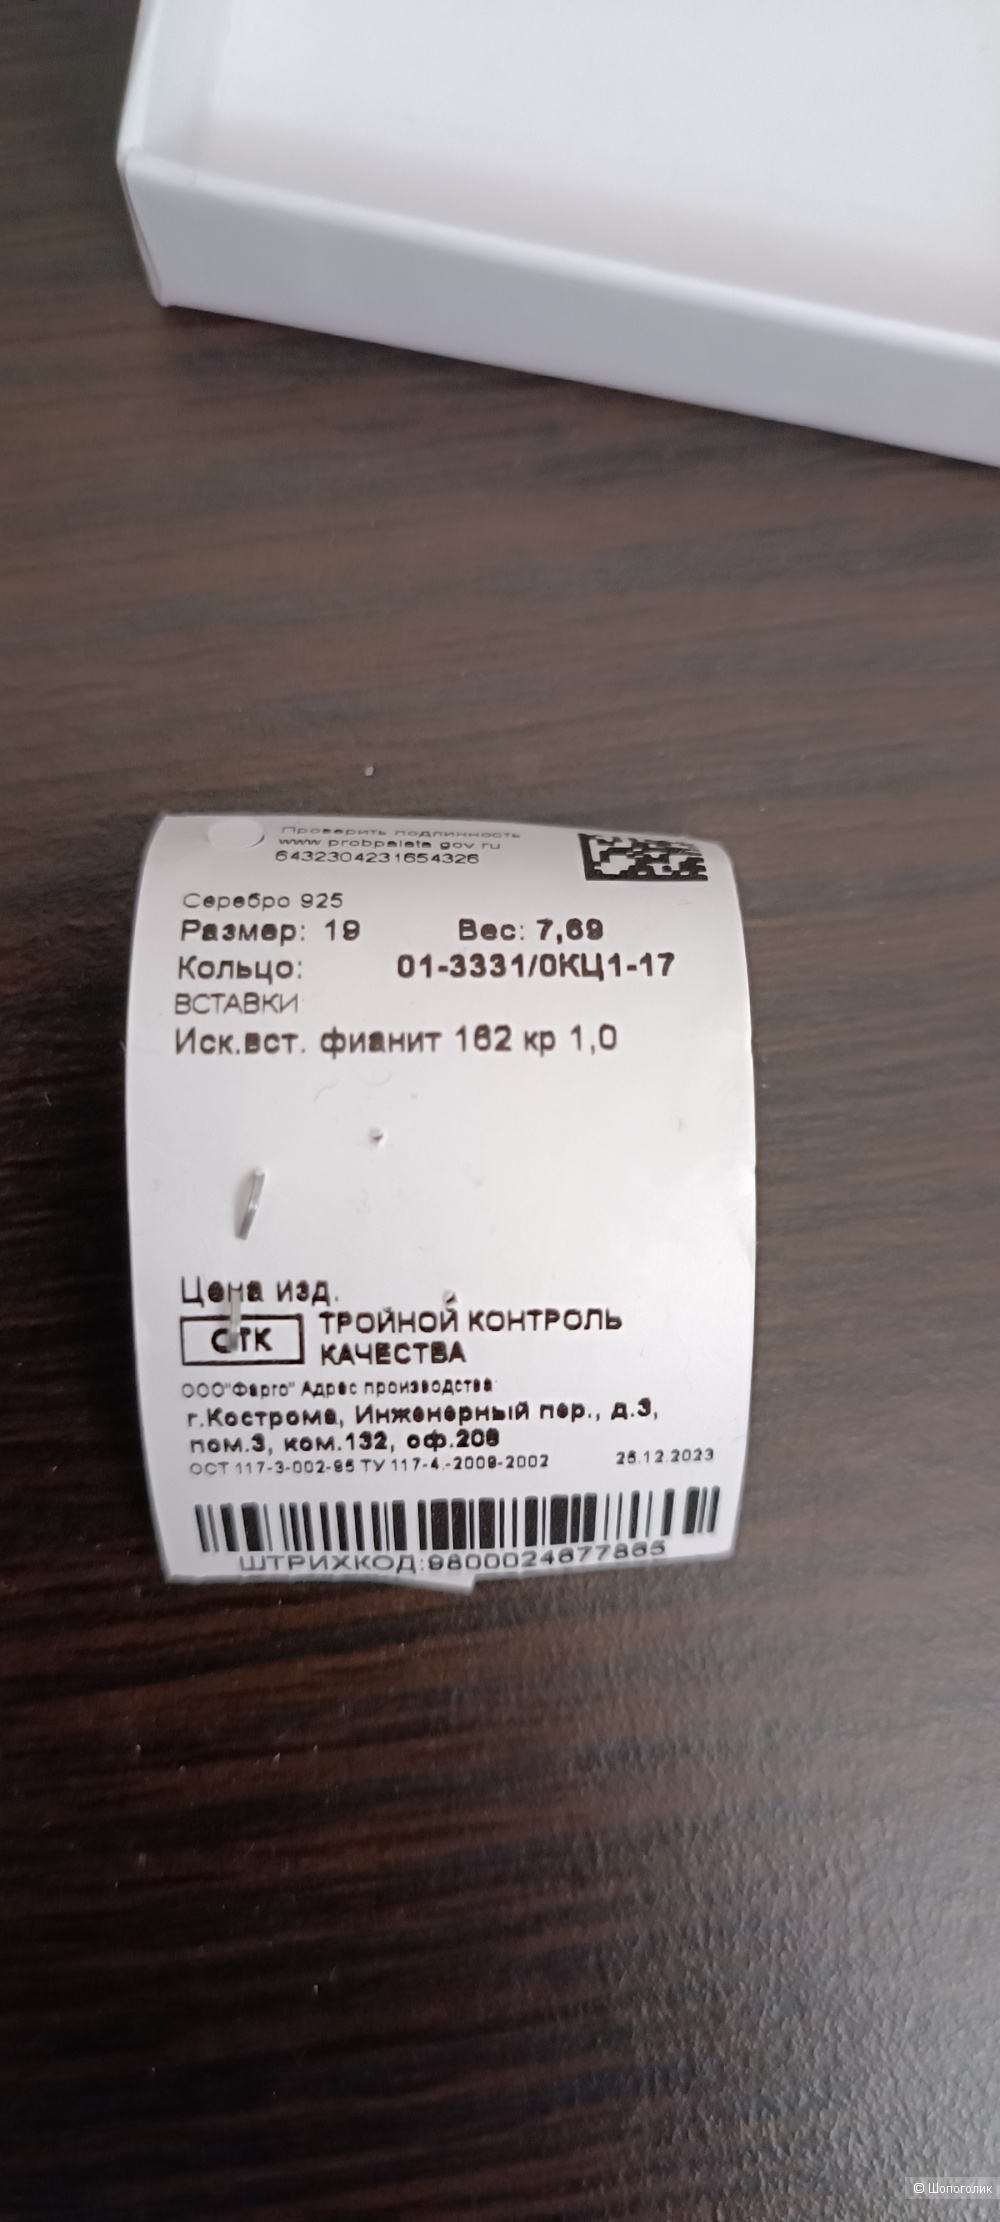 Проверить подлинность
www.probpalata.gov.ru
6432304231654326
Серебро 925
Размер: 19 Вес: 7,69
Кольцо: 01-3331/0КЦ1-17
ВСТАВКИ
Иск.вст. фианит 162 кр 1,0
Цена изд.
СТК ТРОЙНОЙ КОНТРОЛЬ
КАЧЕСТВА
ООО"Фарго" Адрес производства
г.Кострома, Инженерный пер., д.3,
пом.3, ком.132, оф.208
ОСТ 117-3-002-95 ТУ 117-4.-2009-2002 26.12.2023
ШТРИХКОД:9800024677865
© Шопоголик